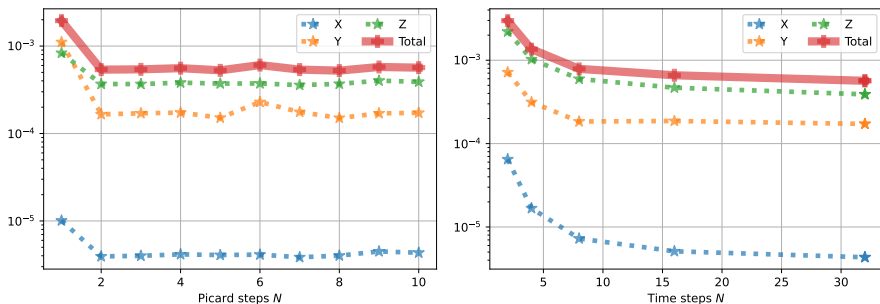 X
Z
Y
Total
10⁻³
10⁻⁴
10⁻⁵
2
4
6
8
10
Picard steps N
X
Z
Y
Total
10⁻³
10⁻⁴
10⁻⁵
5
10
15
20
25
30
Time steps N